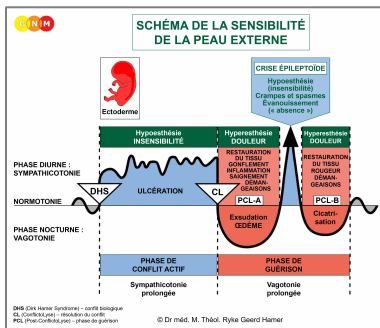 CNM
SCHÉMA DE LA SENSIBILITÉ
DE LA PEAU EXTERNE
CRISE ÉPILEPTOÏDE
Hypoesthésie
(insensibilité)
Crampes et spasmes
Évanouissement
(« absence »)
Ectoderme
Hypoesthésie
INSENSIBILITÉ
Hyperesthésie
DOULEUR
Hyperesthésie
DOULEUR
PHASE DIURNE :
SYMPATHICOTONIE
RESTAURATION
DU TISSU
GONFLEMENT
INFLAMMATION
SAIGNEMENT
DÉMAN-
GEAISONS
RESTAURATION
DU TISSU
ROUGEUR
DÉMAN-
GEAISONS
DHS
ULCÉRATION
CL
NORMOTONIE
PCL-A
PCL-B
PHASE NOCTURNE :
VAGOTONIE
Exsudation
ŒDÈME
Cicatri-
sation
PHASE DE
CONFLIT ACTIF
PHASE DE
GUÉRISON
Sympathicotonie
prolongée
Vagotonie
prolongée
DHS (Dirk Hamer Syndrome) – conflit biologique
CL (ConflictoLyse) – résolution du conflit
PCL (Post-ConflictoLyse) – phase de guérison
© Dr méd. M. Théol. Ryke Geerd Hamer